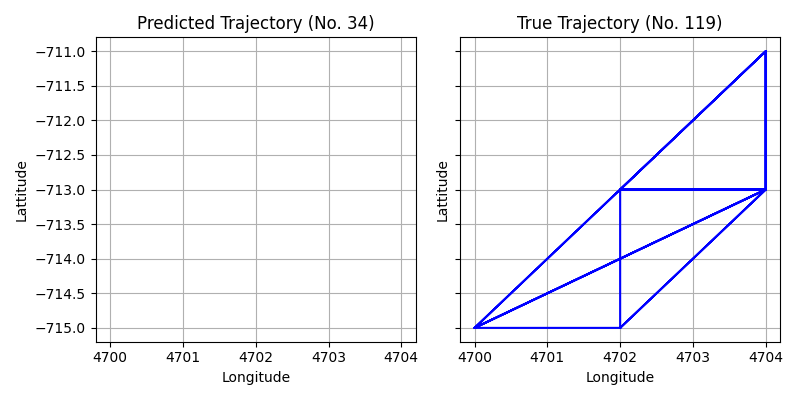 Predicted Trajectory (No. 34)
True Trajectory (No. 119)
−711.0
−711.5
−712.0
−712.5
−713.0
−713.5
−714.0
−714.5
−715.0
Lattitude
Lattitude
4700 4701 4702 4703 4704
4700 4701 4702 4703 4704
Longitude
Longitude